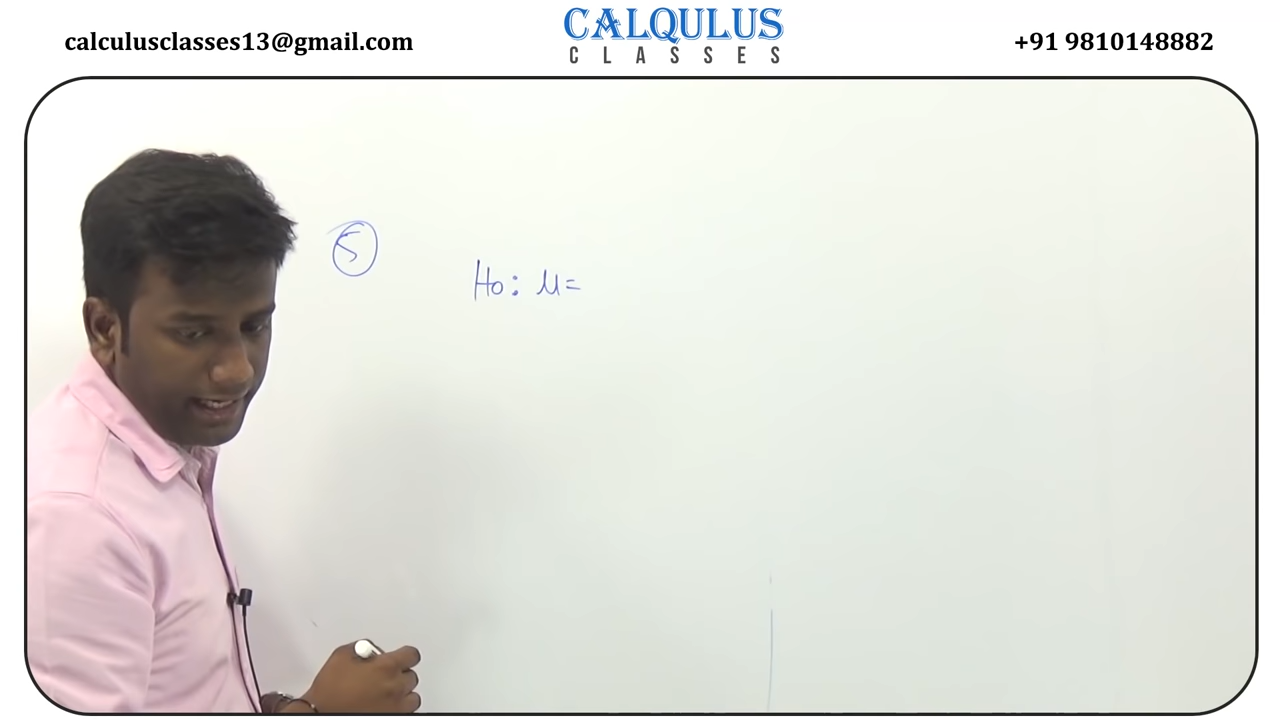 calculusclasses13@gmail.com
CALQULUS
CLASSES
+91 9810148882
5
Ho: μ=